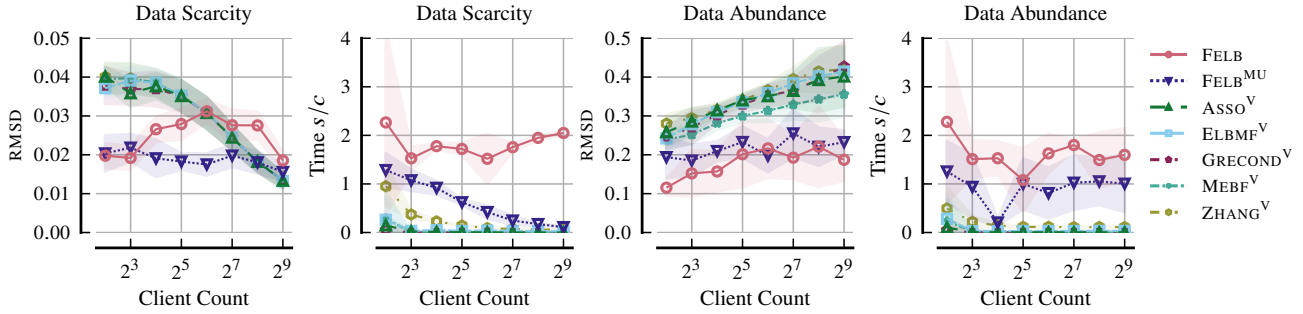 Data Scarcity
RMSD
0.05
0.04
0.03
0.02
0.01
0.00
2^3 2^5 2^7 2^9
Client Count
Data Scarcity
Time s/c
4
3
2
1
0
2^3 2^5 2^7 2^9
Client Count
Data Abundance
RMSD
0.5
0.4
0.3
0.2
0.1
0.0
2^3 2^5 2^7 2^9
Client Count
Data Abundance
Time s/c
4
3
2
1
0
2^3 2^5 2^7 2^9
Client Count
FELB
FELB^MU
ASSO^V
ELBMF^V
GRECOND^V
MEBF^V
ZHANG^V